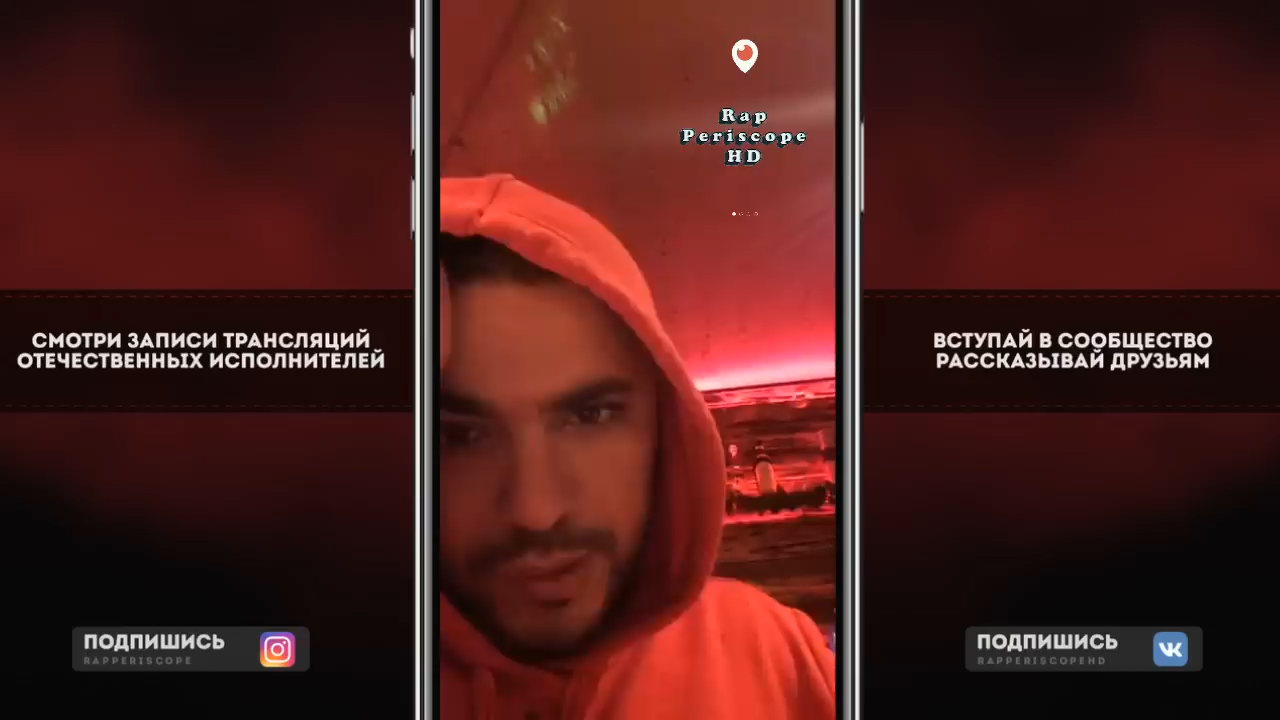 Rap
Periscope
HD
СМОТРИ ЗАПИСИ ТРАНСЛЯЦИЙ
ОТЕЧЕСТВЕННЫХ ИСПОЛНИТЕЛЕЙ
ВСТУПАЙ В СООБЩЕСТВО
РАССКАЗЫВАЙ ДРУЗЬЯМ
ПОДПИШИСЬ
RAPPERISCOPE
ПОДПИШИСЬ
RAPPERISCOPEHD